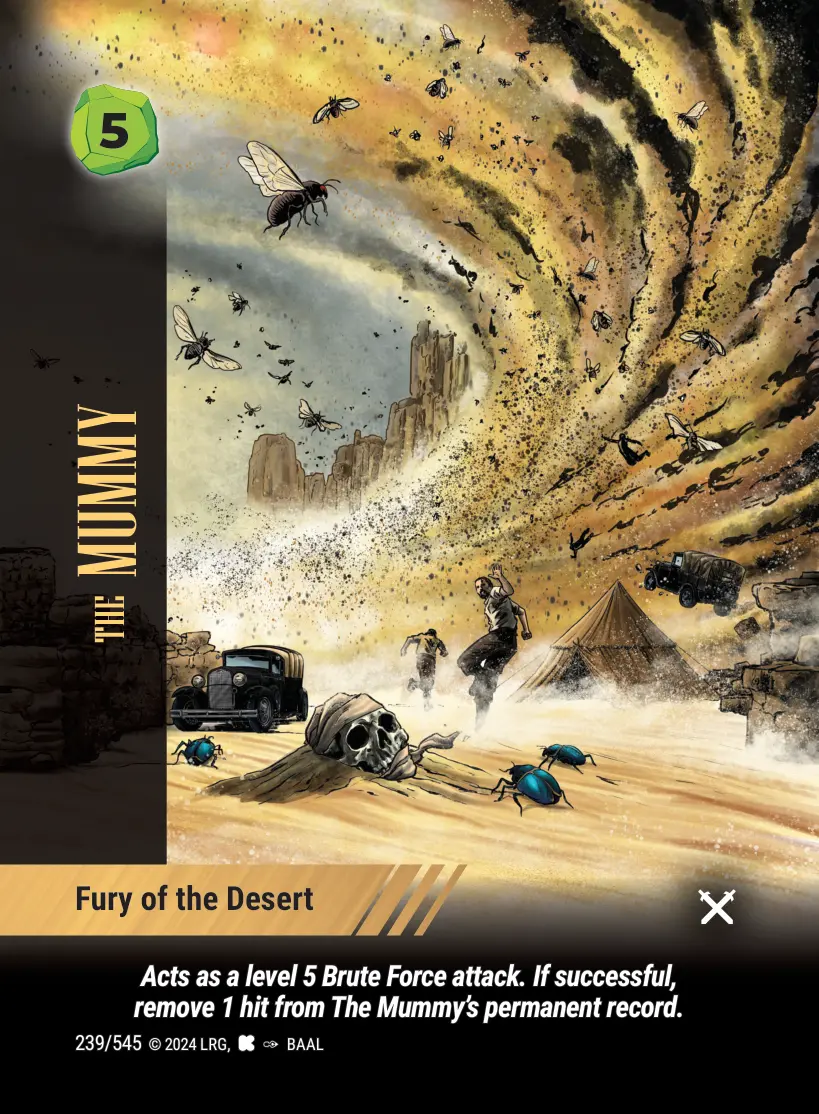 5
THE MUMMY
Fury of the Desert
Acts as a level 5 Brute Force attack. If successful,
remove 1 hit from The Mummy's permanent record.
239/545 © 2024 LRG, BAAL